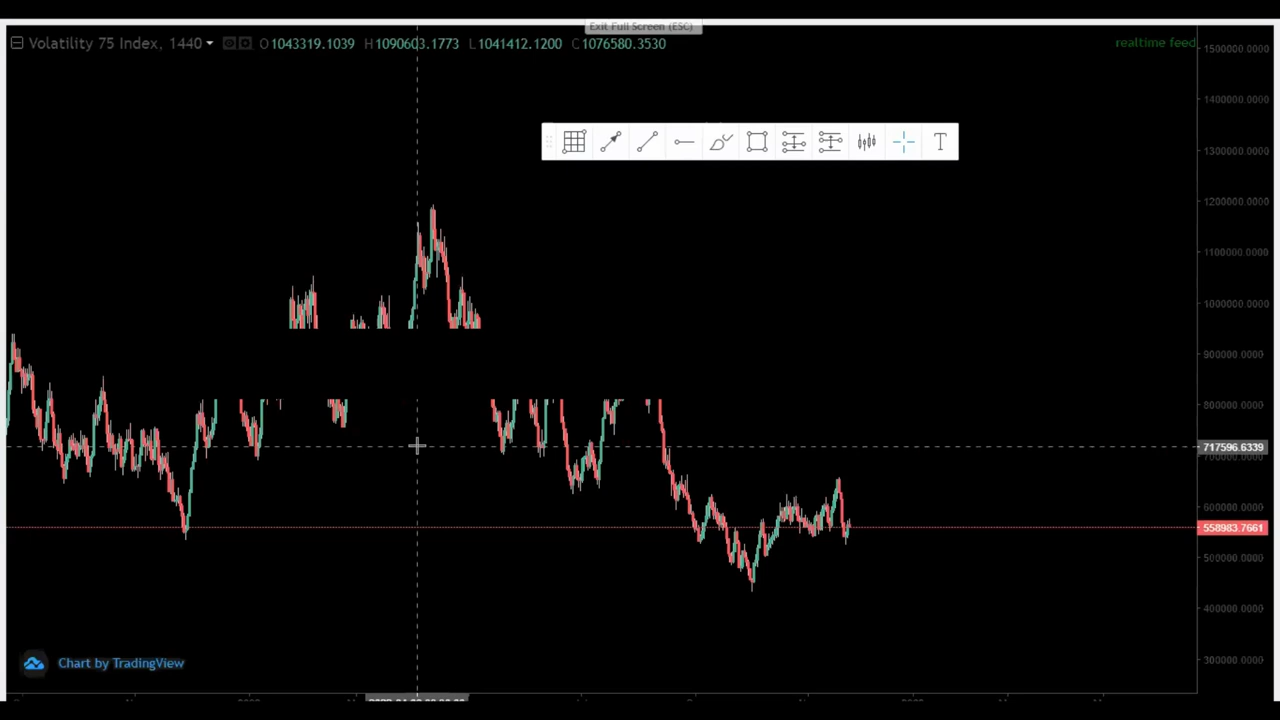 Exit Full Screen (ESC)
Volatility 75 Index, 1440 O1043319.1039 H1090603.1773 L1041412.1200 C1076580.3530
realtime feed
1500000.0000
1400000.0000
1300000.0000
T
1200000.0000
1100000.0000
1000000.0000
900000.0000
800000.0000
717596.6339
600000.0000
558983.7661
500000.0000
400000.0000
300000.0000
Chart by TradingView